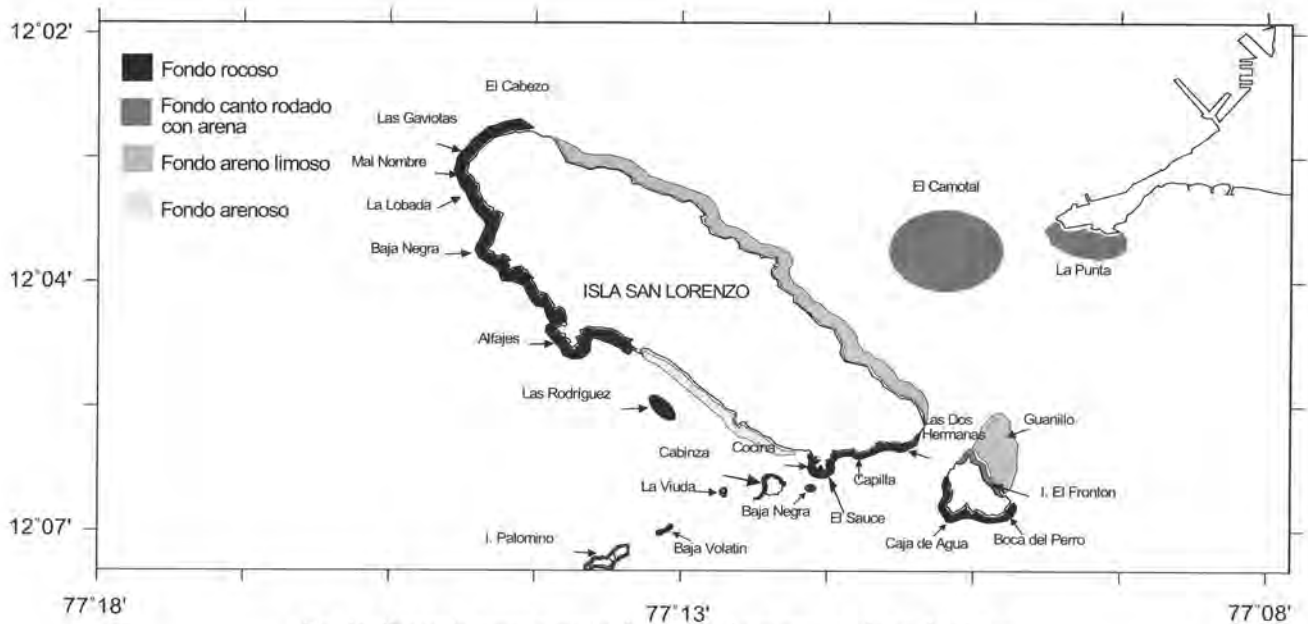 12°02'
Fondo rocoso
Fondo canto rodado
con arena
Fondo areno limoso
Fondo arenoso
El Cabezo
Las Gaviotas
Mal Nombre
La Lobada
Baja Negra
12°04'
El Camotal
La Punta
ISLA SAN LORENZO
Alfajes
Las Rodríguez
Las Dos
Hermanas
Guanillo
Cabinza
Cocina
Capilla
La Viuda
I. El Fronton
Baja Negra
El Sauce
12°07'
I. Palomino
Baja Volatin
Caja de Agua
Boca del Perro
77°18'
77°13'
77°08'